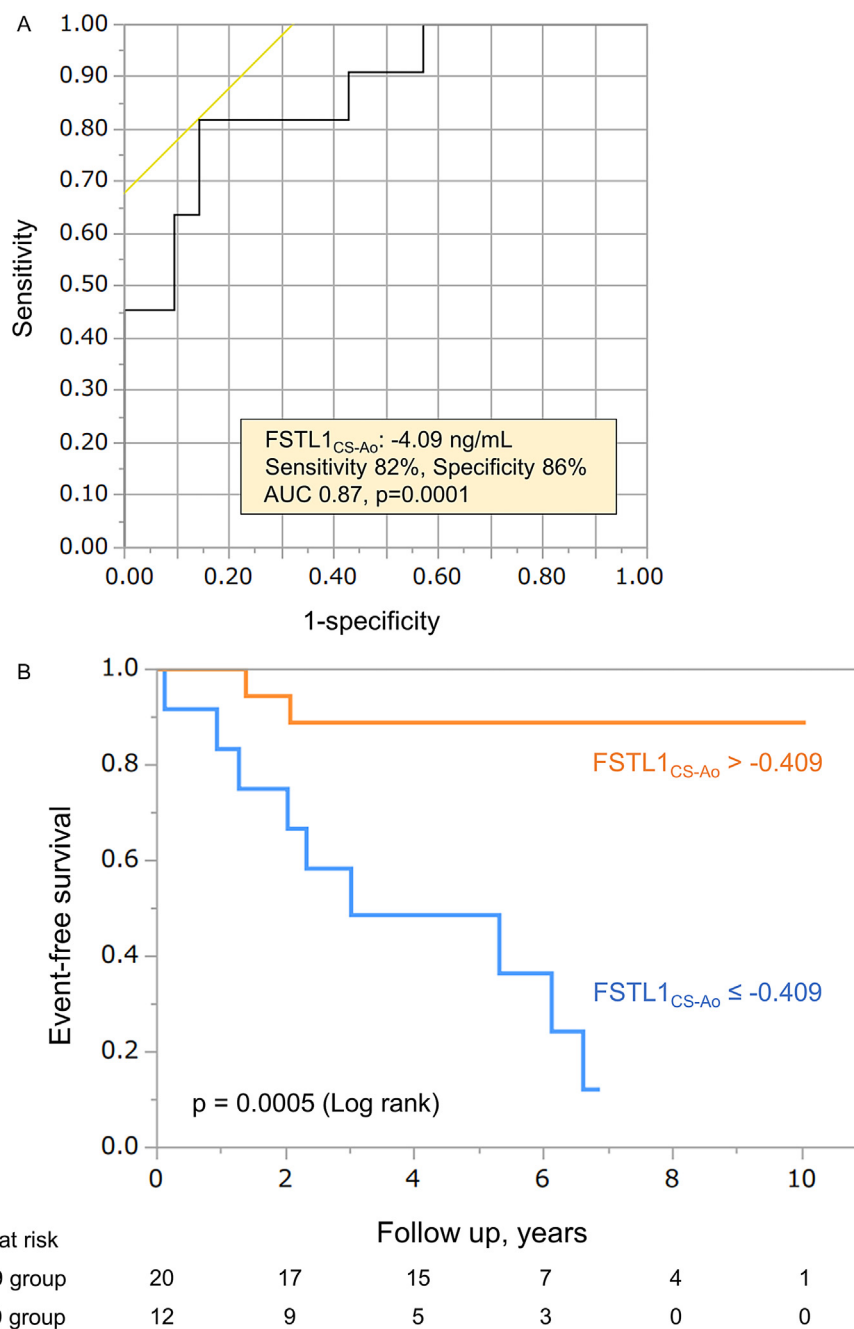 A
1.00
0.90
0.80
0.70
0.60
0.50
0.40
0.30
0.20
0.10
0.00
Sensitivity
FSTL1CS-Ao: -4.09 ng/mL
Sensitivity 82%, Specificity 86%
AUC 0.87, p=0.0001
0.00 0.20 0.40 0.60 0.80 1.00
1-specificity
B
1.0
0.8
0.6
0.4
0.2
0.0
Event-free survival
FSTL1CS-Ao > -0.409
FSTL1CS-Ao ≤ -0.409
p = 0.0005 (Log rank)
0 2 4 6 8 10
Follow up, years
at risk
9 group 20 17 15 7 4 1
group 12 9 5 3 0 0